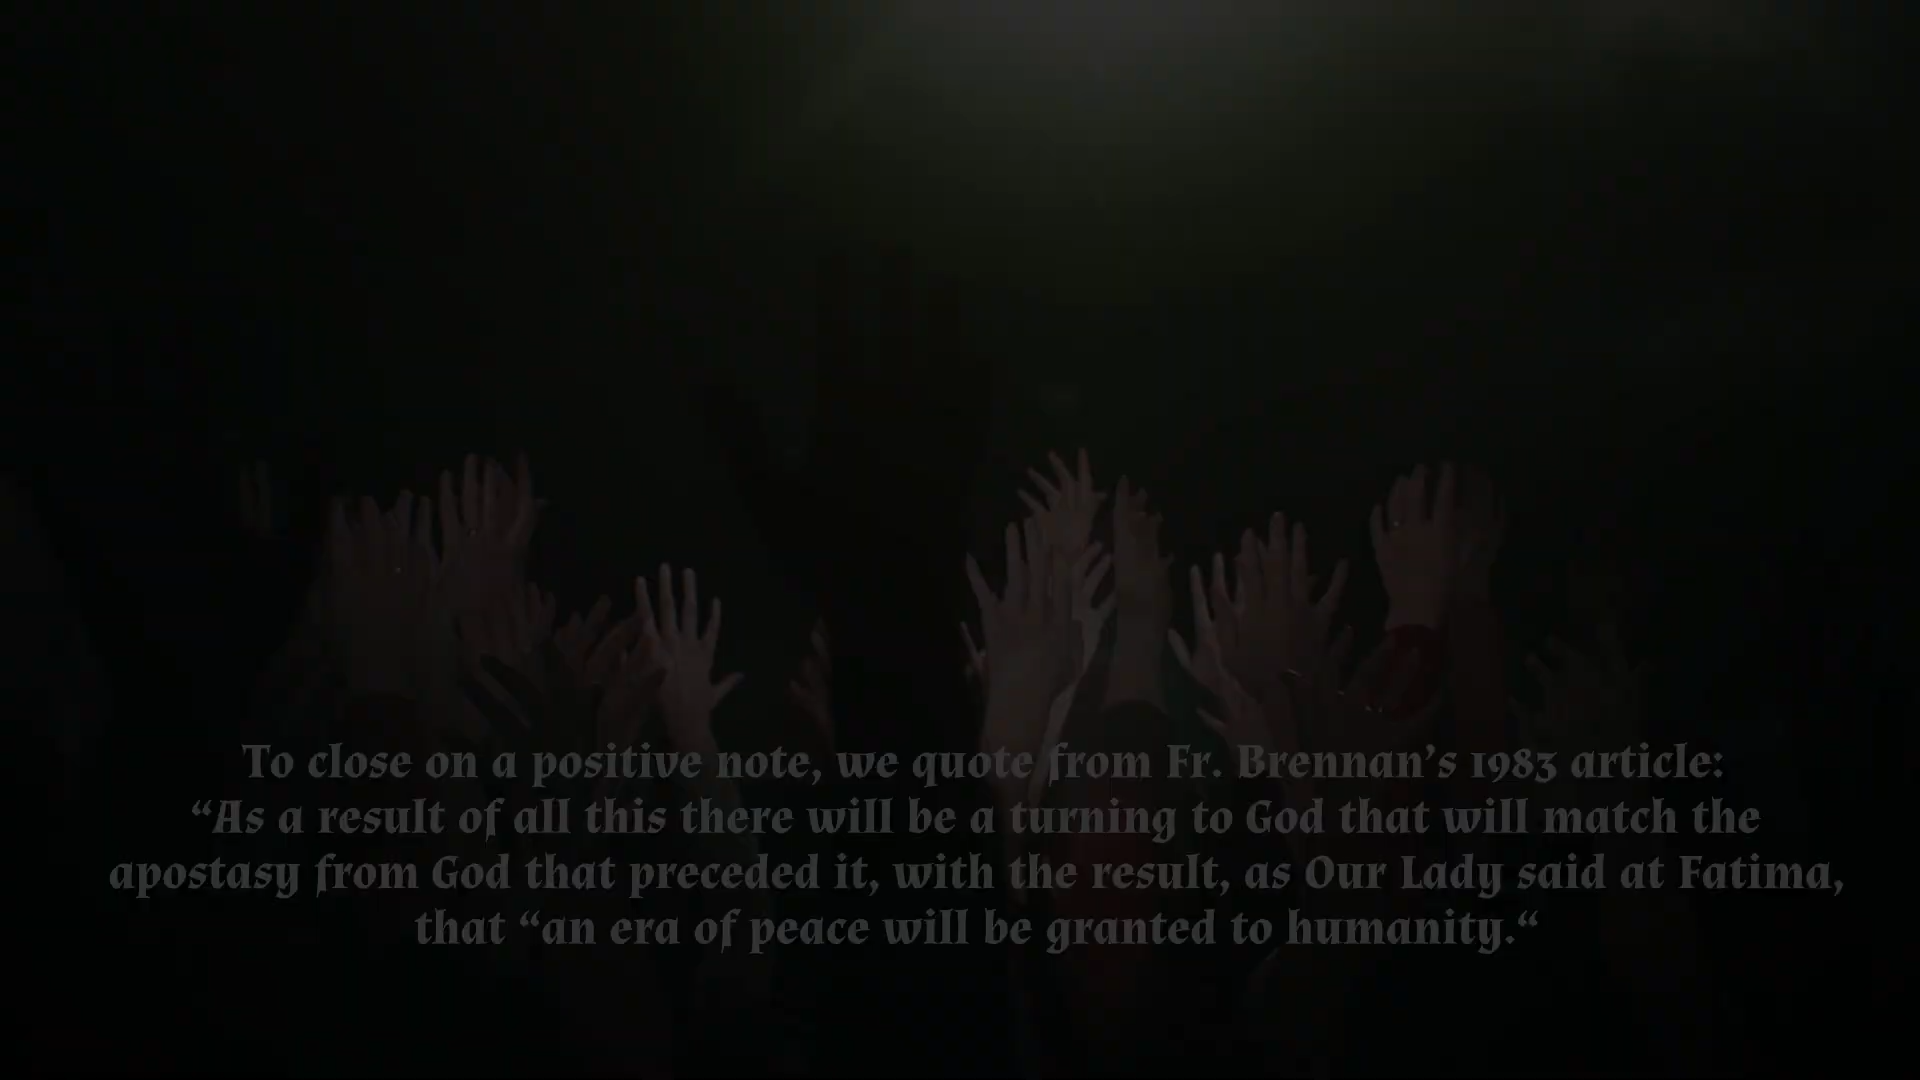 To close on a positive note, we quote from Fr. Brennan’s 1983 article:
“As a result of all this there will be a turning to God that will match the
apostasy from God that preceded it, with the result, as Our Lady said at Fatima,
that “an era of peace will be granted to humanity.“